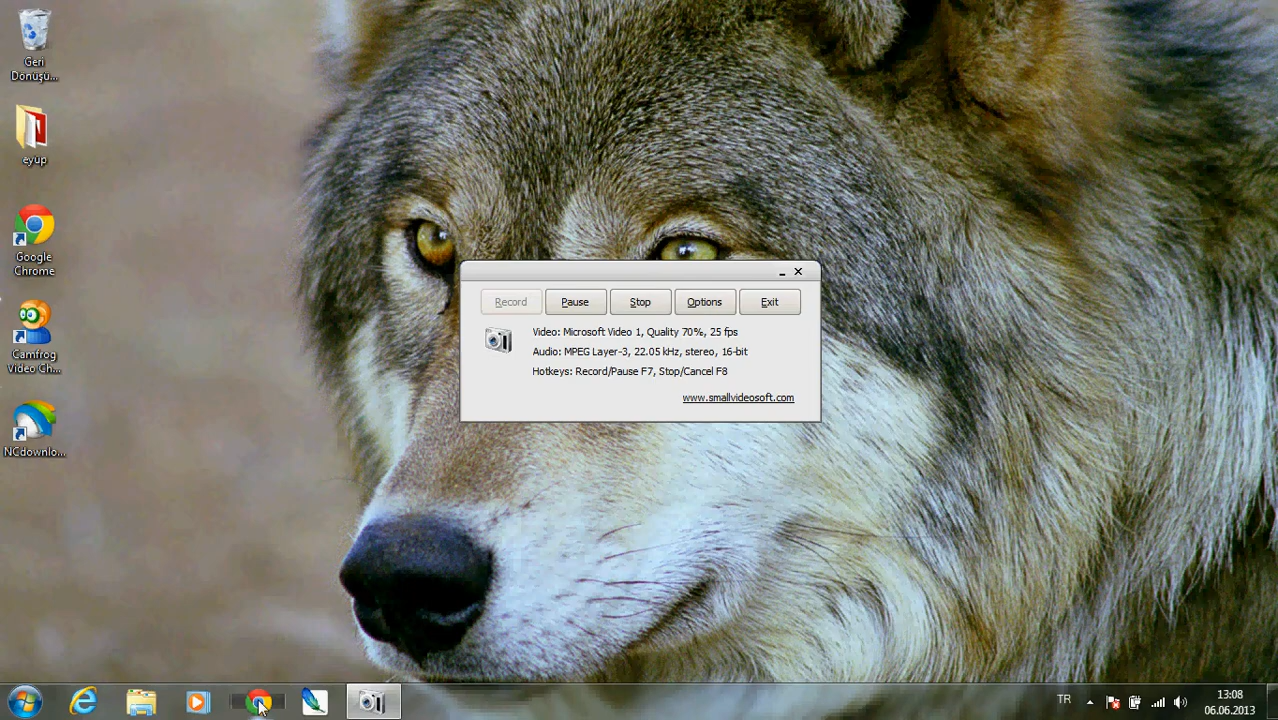 Geri
Dönüşü...
eyup
Google
Chrome
Camfrog
Video Ch...
NCdownlo...
Record
Pause
Stop
Options
Exit
Video: Microsoft Video 1, Quality 70%, 25 fps
Audio: MPEG Layer-3, 22.05 kHz, stereo, 16-bit
Hotkeys: Record/Pause F7, Stop/Cancel F8
www.smallvideosoft.com
TR
13:08
06.06.2013